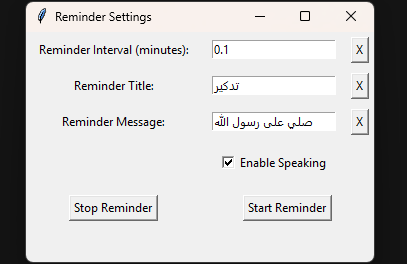 Reminder Settings
Reminder Interval (minutes): 0.1 X
Reminder Title: تدكير X
Reminder Message: صلي على رسول الله X
Enable Speaking
Stop Reminder Start Reminder